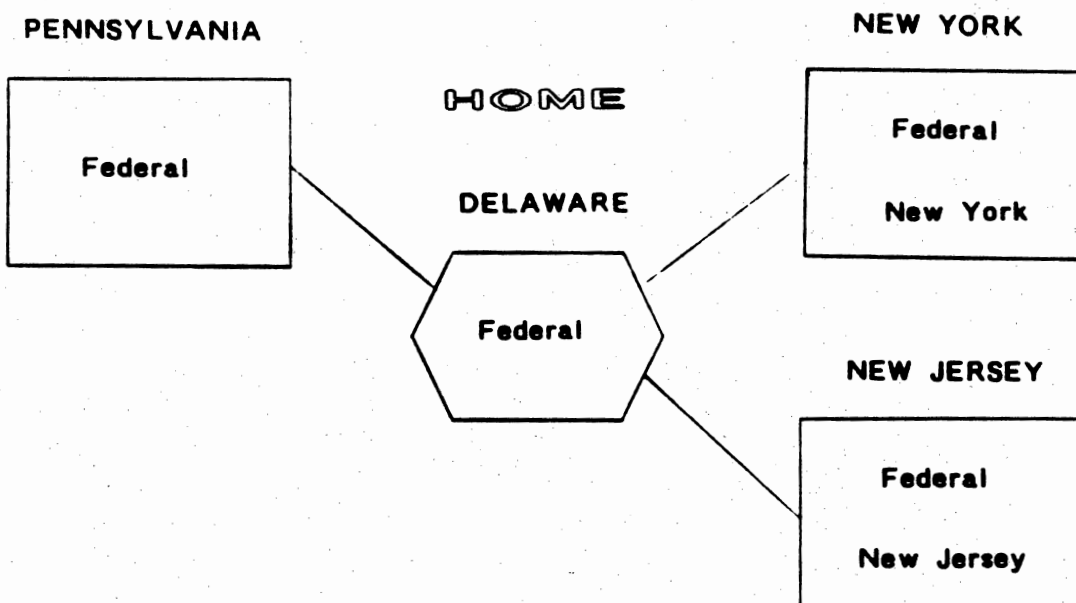 PENNSYLVANIA
Federal
HOME
DELAWARE
Federal
NEW YORK
Federal
New York
NEW JERSEY
Federal
New Jersey